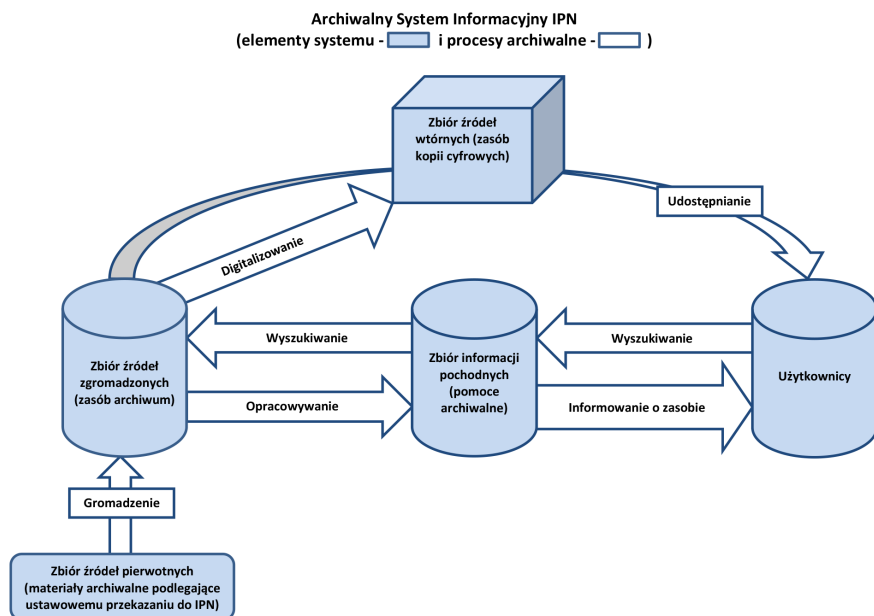 Archiwalny System Informacyjny IPN
(elementy systemu - i procesy archiwalne - )
Zbiór źródeł
wtórnych (zasób
kopii cyfrowych)
Udostępnianie
Digitalizowanie
Zbiór źródeł
zgromadzonych
(zasób archiwum)
Wyszukiwanie
Opracowywanie
Zbiór informacji
pochodnych
(pomoce
archiwalne)
Wyszukiwanie
Informowanie o zasobie
Użytkownicy
Gromadzenie
Zbiór źródeł pierwotnych
(materiały archiwalne podlegające
ustawowemu przekazaniu do IPN)